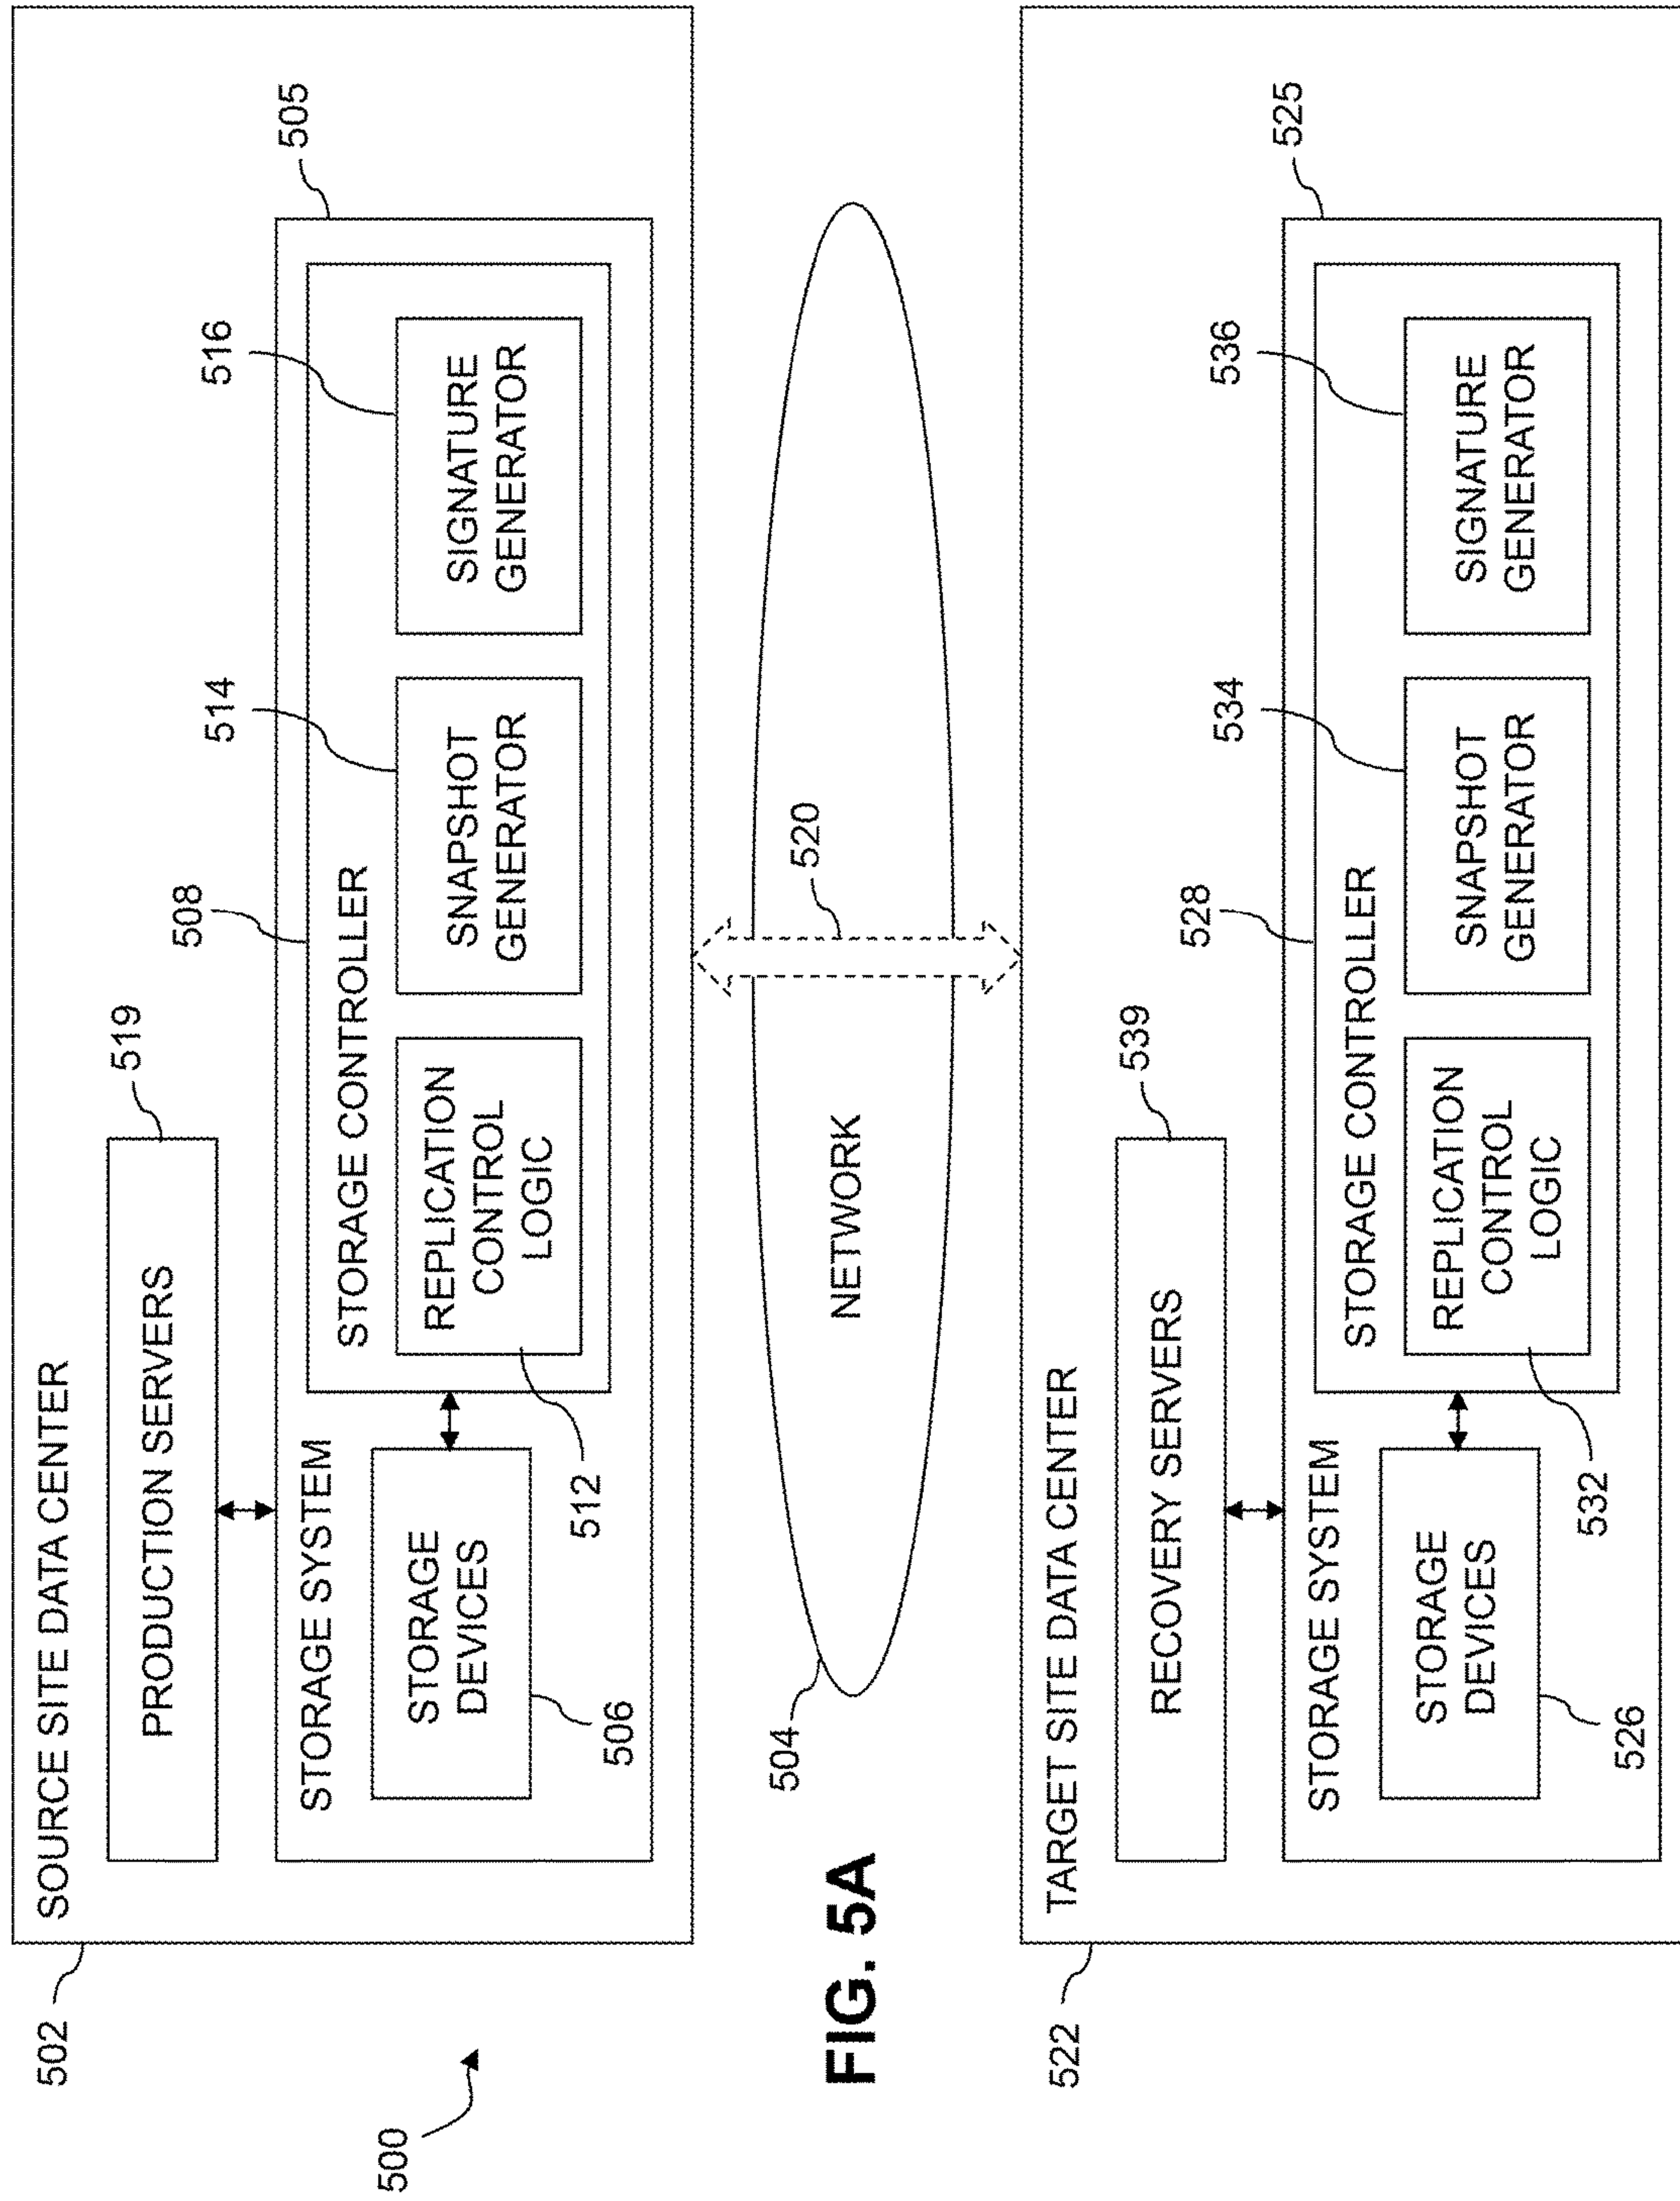 500
502
SOURCE SITE DATA CENTER
PRODUCTION SERVERS
519
STORAGE SYSTEM
505
STORAGE
DEVICES
506
STORAGE CONTROLLER
508
REPLICATION
CONTROL
LOGIC
512
SNAPSHOT
GENERATOR
514
SIGNATURE
GENERATOR
516
504
NETWORK
520
FIG. 5A
522
TARGET SITE DATA CENTER
RECOVERY SERVERS
539
STORAGE SYSTEM
525
STORAGE
DEVICES
526
STORAGE CONTROLLER
528
REPLICATION
CONTROL
LOGIC
532
SNAPSHOT
GENERATOR
534
SIGNATURE
GENERATOR
536